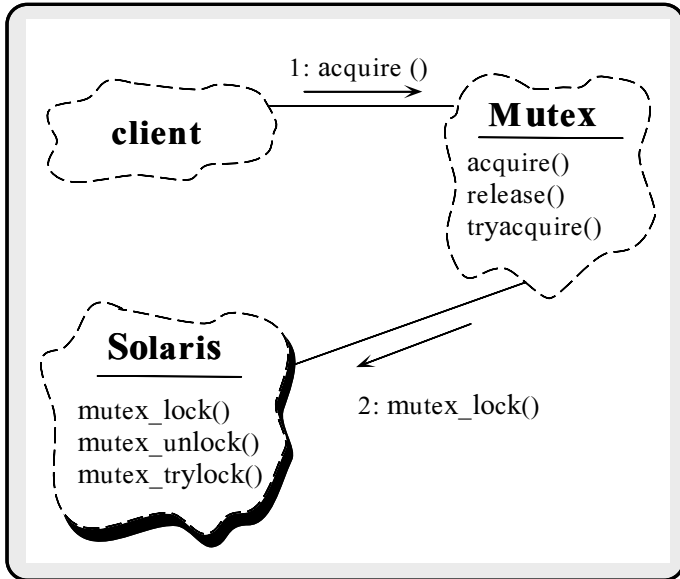 1: acquire ()
client
Mutex
acquire()
release()
tryacquire()
Solaris
mutex_lock()
mutex_unlock()
mutex_trylock()
2: mutex_lock()